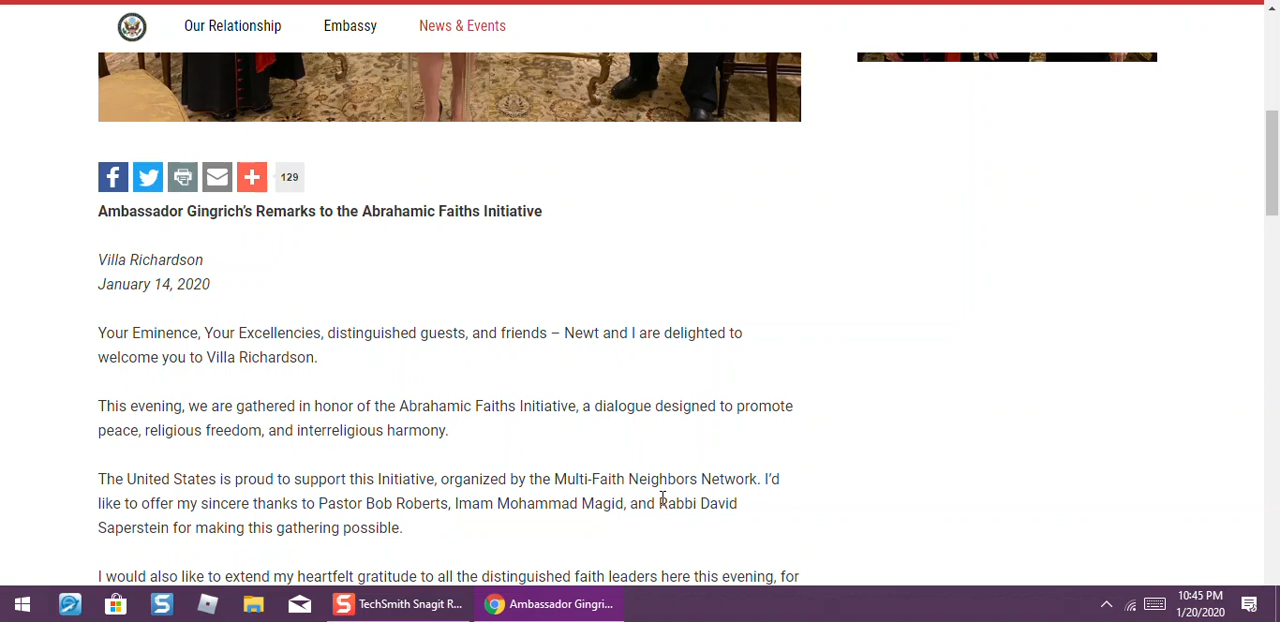 Our Relationship Embassy News & Events
129
Ambassador Gingrich’s Remarks to the Abrahamic Faiths Initiative
Villa Richardson
January 14, 2020
Your Eminence, Your Excellencies, distinguished guests, and friends – Newt and I are delighted to
welcome you to Villa Richardson.
This evening, we are gathered in honor of the Abrahamic Faiths Initiative, a dialogue designed to promote
peace, religious freedom, and interreligious harmony.
The United States is proud to support this Initiative, organized by the Multi-Faith Neighbors Network. I’d
like to offer my sincere thanks to Pastor Bob Roberts, Imam Mohammad Magid, and Rabbi David
Saperstein for making this gathering possible.
I would also like to extend my heartfelt gratitude to all the distinguished faith leaders here this evening, for
TechSmith Snagit R... Ambassador Gingri... 10:45 PM
1/20/2020